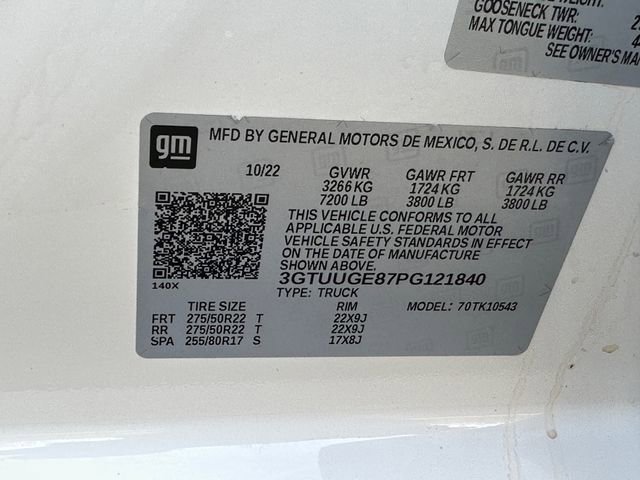 GOOSENECK TWR:
MAX TONGUE WEIGHT:
SEE OWNER'S
gm
MFD BY GENERAL MOTORS DE MEXICO, S. DE R.L. DE C.V.
10/22 GVWR GAWR FRT GAWR RR
3266 KG 1724 KG 1724 KG
7200 LB 3800 LB 3800 LB
THIS VEHICLE CONFORMS TO ALL
APPLICABLE U.S. FEDERAL MOTOR
VEHICLE SAFETY STANDARDS IN EFFECT
ON THE DATE OF MANUFACTURE
SHOWN ABOVE.
140X
3GTUUGE87PG121840
TYPE: TRUCK MODEL: 70TK10543
TIRE SIZE RIM
FRT 275/50R22 T 22X9J
RR 275/50R22 T 22X9J
SPA 255/80R17 S 17X8J